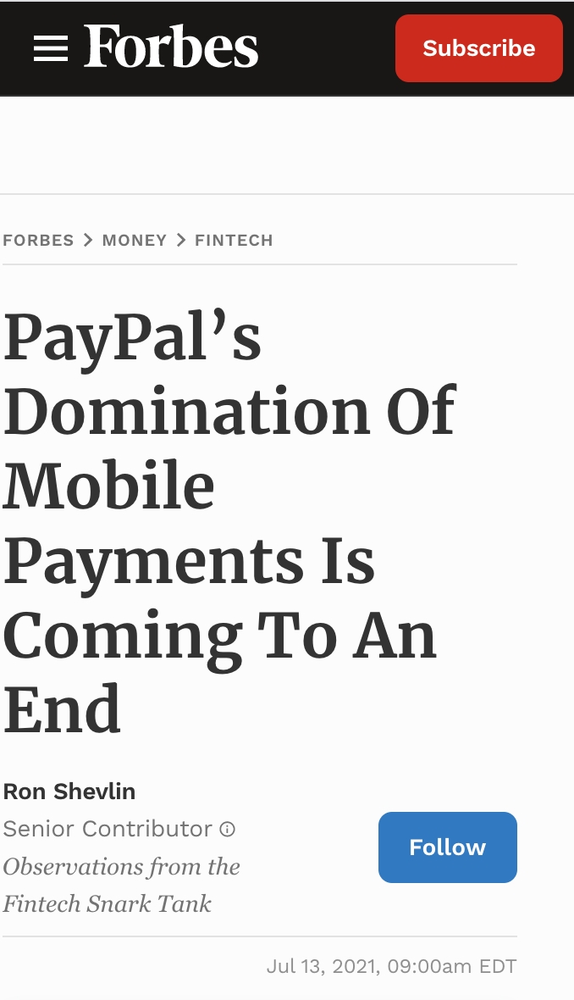 Forbes
Subscribe
FORBES > MONEY > FINTECH
PayPal’s
Domination Of
Mobile
Payments Is
Coming To An
End
Ron Shevlin
Senior Contributor
Follow
Observations from the
Fintech Snark Tank
Jul 13, 2021, 09:00am EDT